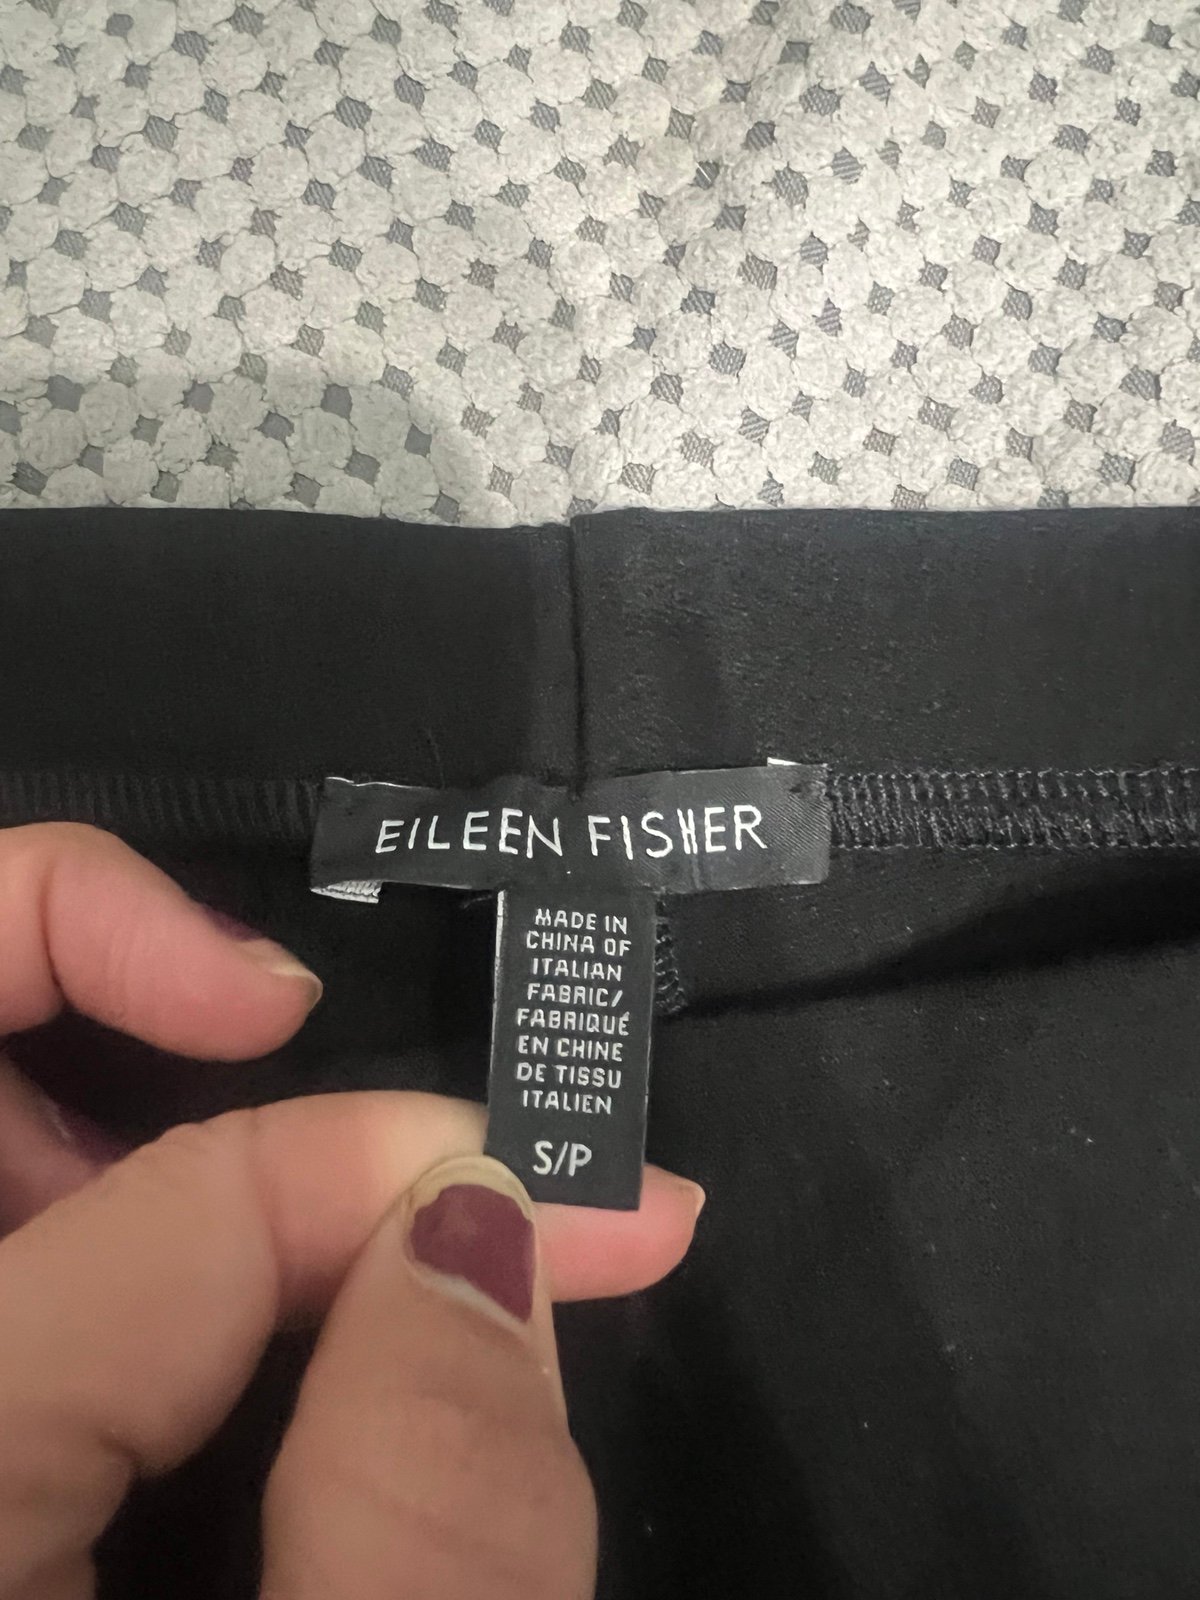 EILEEN FISHER
MADE IN
CHINA OF
ITALIAN
FABRIC/
FABRIQUÉ
EN CHINE
DE TISSU
ITALIEN
S/P